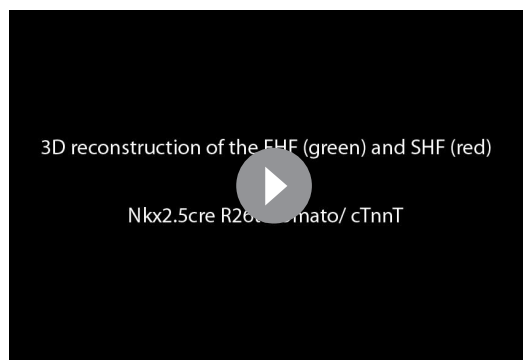 3D reconstruction of the FHF (green) and SHF (red)
Nkx2.5cre / cTnnT